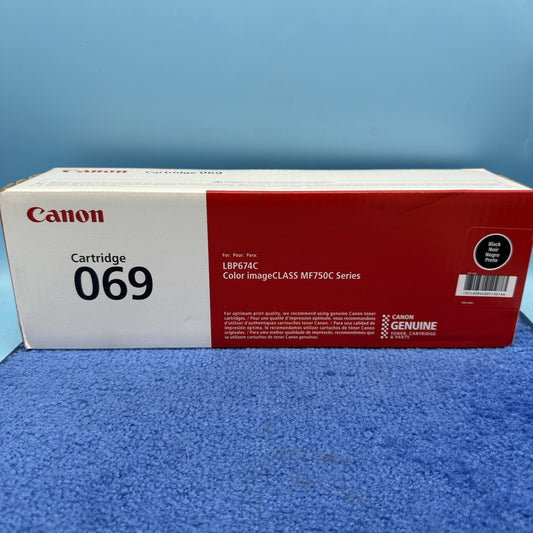 Canon Cartridge 069
Canon
Cartridge
069
For: Pour: Para:
LBP674C
Color imageCLASS MF750C Series
For optimum print quality, we recommend using genuine Canon toner
cartridges. / Pour une qualité d'impression optimale, nous recommandons
d'utiliser d'authentiques cartouches toner Canon. / Para una calidad de
impresión óptima, le recomendamos utilizar cartuchos de tóner Canon
originales. / Para uma melhor qualidade de impressão, recomendamos que
se utilizem cartuchos de toner Canon genuínos.
Black
Noir
Negro
Preto
CANON
GENUINE
TONER, CARTRIDGE
& PARTS